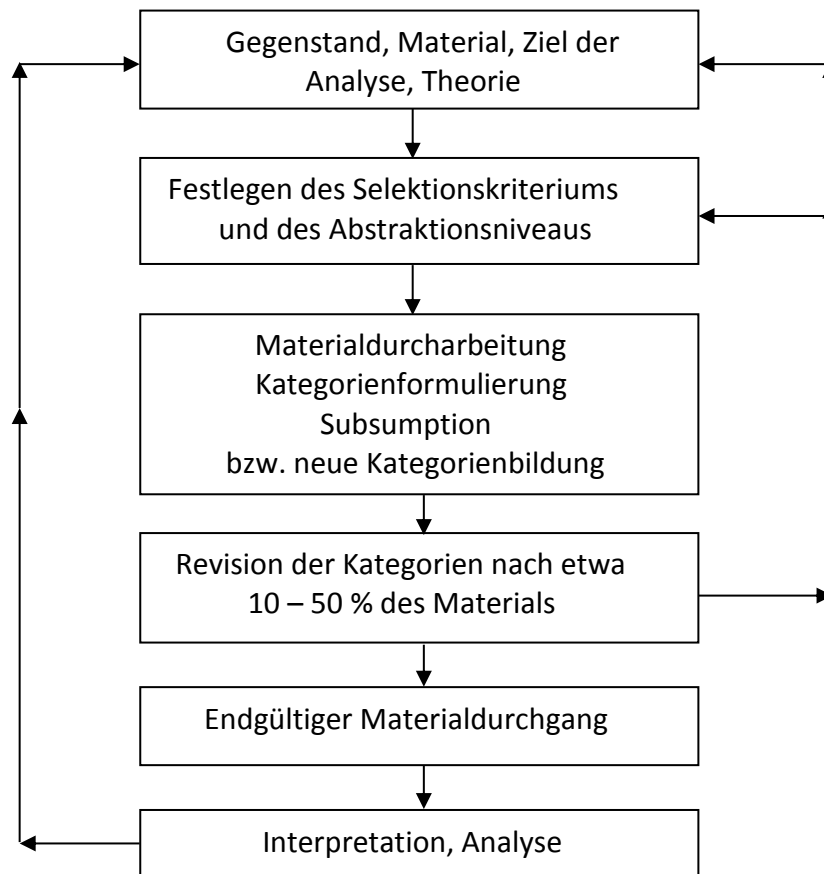 Gegenstand, Material, Ziel der
Analyse, Theorie
Festlegen des Selektionskriteriums
und des Abstraktionsniveaus
Materialdurcharbeitung
Kategorienformulierung
Subsumption
bzw. neue Kategorienbildung
Revision der Kategorien nach etwa
10 – 50 % des Materials
Endgültiger Materialdurchgang
Interpretation, Analyse